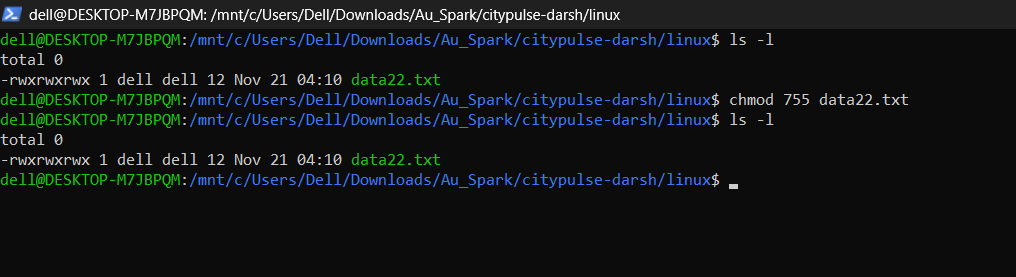 dell@DESKTOP-M7JBPQM: /mnt/c/Users/Dell/Downloads/Au_Spark/citypulse-darsh/linux
dell@DESKTOP-M7JBPQM:/mnt/c/Users/Dell/Downloads/Au_Spark/citypulse-darsh/linux$ ls -l
total 0
-rwxrwxrwx 1 dell dell 12 Nov 21 04:10 data22.txt
dell@DESKTOP-M7JBPQM:/mnt/c/Users/Dell/Downloads/Au_Spark/citypulse-darsh/linux$ chmod 755 data22.txt
dell@DESKTOP-M7JBPQM:/mnt/c/Users/Dell/Downloads/Au_Spark/citypulse-darsh/linux$ ls -l
total 0
-rwxrwxrwx 1 dell dell 12 Nov 21 04:10 data22.txt
dell@DESKTOP-M7JBPQM:/mnt/c/Users/Dell/Downloads/Au_Spark/citypulse-darsh/linux$